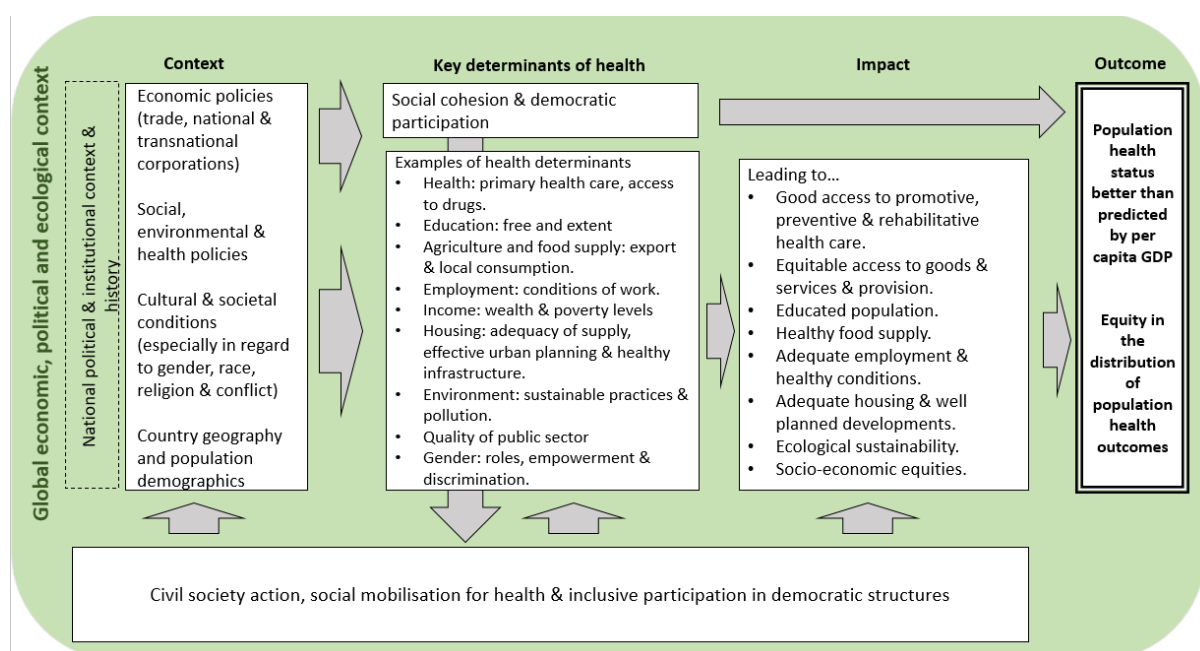 Global economic, political and ecological context
National political & institutional context &
history
Context
Economic policies
(trade, national &
transnational
corporations)
Social,
environmental &
health policies
Cultural & societal
conditions
(especially in regard
to gender, race,
religion & conflict)
Country geography
and population
demographics
Key determinants of health
Social cohesion & democratic
participation
Examples of health determinants
• Health: primary health care, access
to drugs.
• Education: free and extent
• Agriculture and food supply: export
& local consumption.
• Employment: conditions of work.
• Income: wealth & poverty levels
• Housing: adequacy of supply,
effective urban planning & healthy
infrastructure.
• Environment: sustainable practices &
pollution.
• Quality of public sector
• Gender: roles, empowerment &
discrimination.
Impact
Leading to...
• Good access to promotive,
preventive & rehabilitative
health care.
• Equitable access to goods &
services & provision.
• Educated population.
• Healthy food supply.
• Adequate employment &
healthy conditions.
• Adequate housing & well
planned developments.
• Ecological sustainability.
• Socio-economic equities.
Outcome
Population
health
status
better than
predicted
by per
capita GDP
Equity in
the
distribution
of
population
health
outcomes
Civil society action, social mobilisation for health & inclusive participation in democratic structures